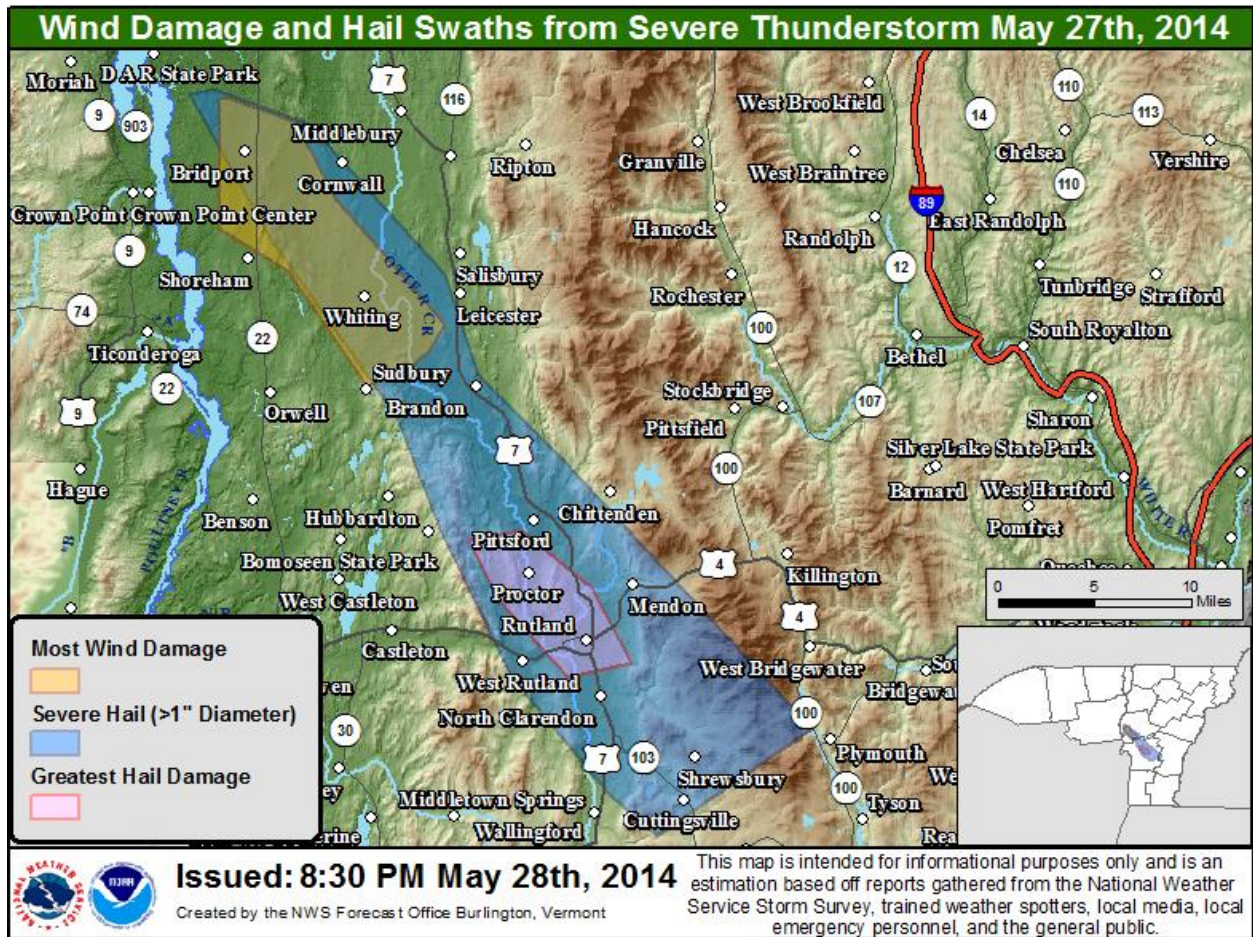 Wind Damage and Hail Swaths from Severe Thunderstorm May 27th, 2014
Moriah
DAR State Park
7
116
West Brookfield
110
9
903
14
113
Middlebury
Ripton
Granville
Chelsea
Vershire
Bridport
Cornwall
West Braintree
110
89
Crown Point
Crown Point Center
Hancock
Randolph
East Randolph
9
OTTER CR
12
Shoreham
Salisbury
Rochester
Tunbridge
Strafford
74
Whiting
Leicester
100
South Royalton
Ticonderoga
22
Bethel
22
Sudbury
Stockbridge
107
9
Orwell
Brandon
Pittsfield
Sharon
7
100
Silver Lake State Park
Hague
Barnard
West Hartford
Benson
Hubbardton
Chittenden
Pomfret
WHITE R
Pittsford
Bomoseen State Park
4
Killington
Proctor
West Castleton
Mendon
0 5 10
Miles
Rutland
4
Castleton
West Bridgewater
West Rutland
North Clarendon
100
30
7
103
Plymouth
Shrewsbury
100
Middletown Springs
Tyson
Wallingford
Cuttingsville
Most Wind Damage
Severe Hail (>1" Diameter)
Greatest Hail Damage
NATIONAL WEATHER SERVICE
NOAA
Issued: 8:30 PM May 28th, 2014
Created by the NWS Forecast Office Burlington, Vermont
This map is intended for informational purposes only and is an
estimation based off reports gathered from the National Weather
Service Storm Survey, trained weather spotters, local media, local
emergency personnel, and the general public.